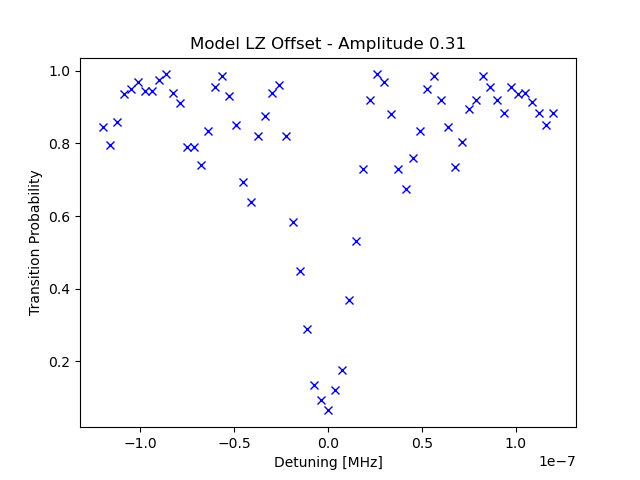 Model LZ Offset - Amplitude 0.31
1.0
0.8
0.6
0.4
0.2
Transition Probability
−1.0 −0.5 0.0 0.5 1.0
1e−7
Detuning [MHz]